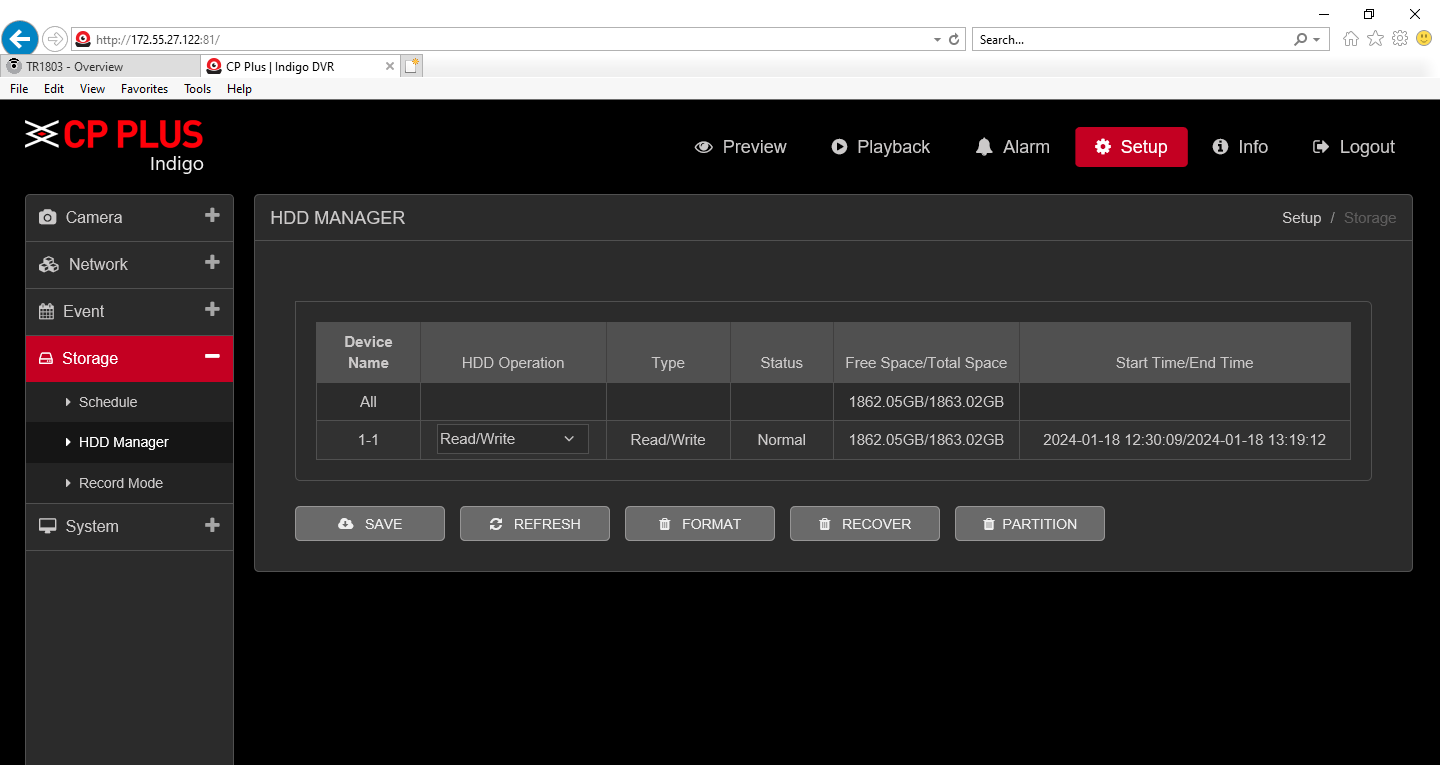 http://172.55.27.122:81/
Search...
TR1803 - Overview
CP Plus | Indigo DVR
File Edit View Favorites Tools Help
CP PLUS
Indigo
Preview Playback Alarm Setup Info Logout
Camera
Network
Event
Storage
Schedule
HDD Manager
Record Mode
System
HDD MANAGER
Setup / Storage
Device Name HDD Operation Type Status Free Space/Total Space Start Time/End Time
All 1862.05GB/1863.02GB
1-1 Read/Write Read/Write Normal 1862.05GB/1863.02GB 2024-01-18 12:30:09/2024-01-18 13:19:12
SAVE REFRESH FORMAT RECOVER PARTITION